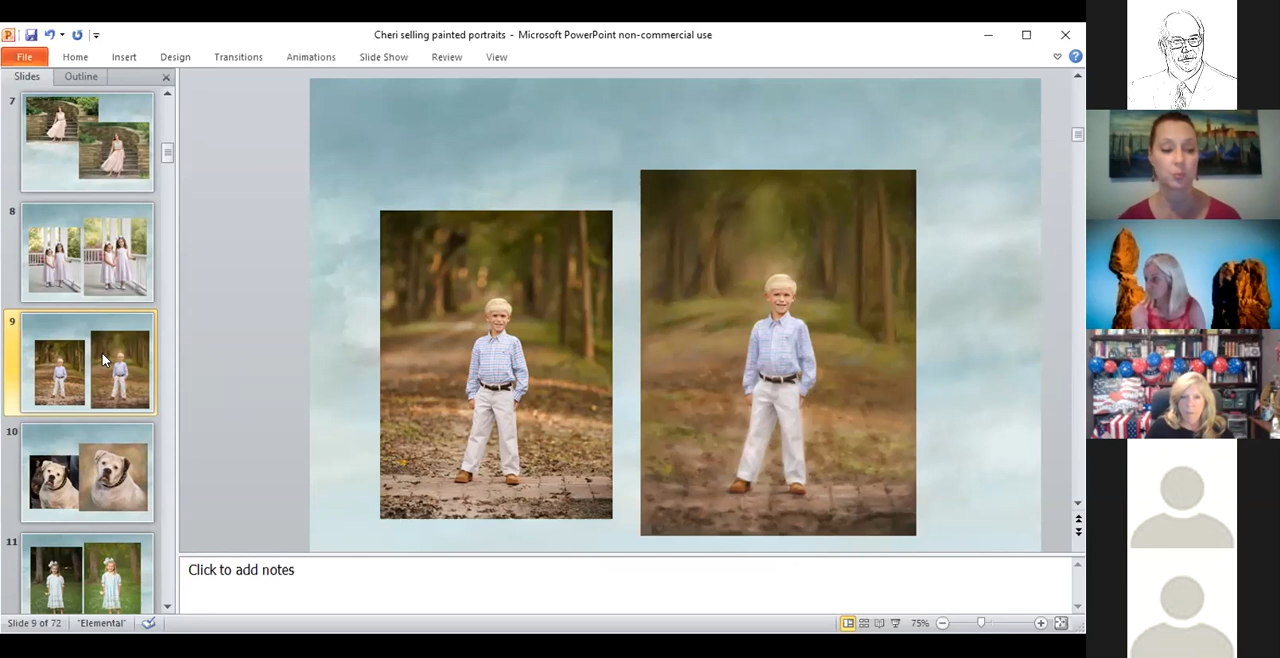 Cheri selling painted portraits - Microsoft PowerPoint non-commercial use
File Home Insert Design Transitions Animations Slide Show Review View
Slides Outline
7
8
9
10
11
Click to add notes
Slide 9 of 72 "Elemental" 75%